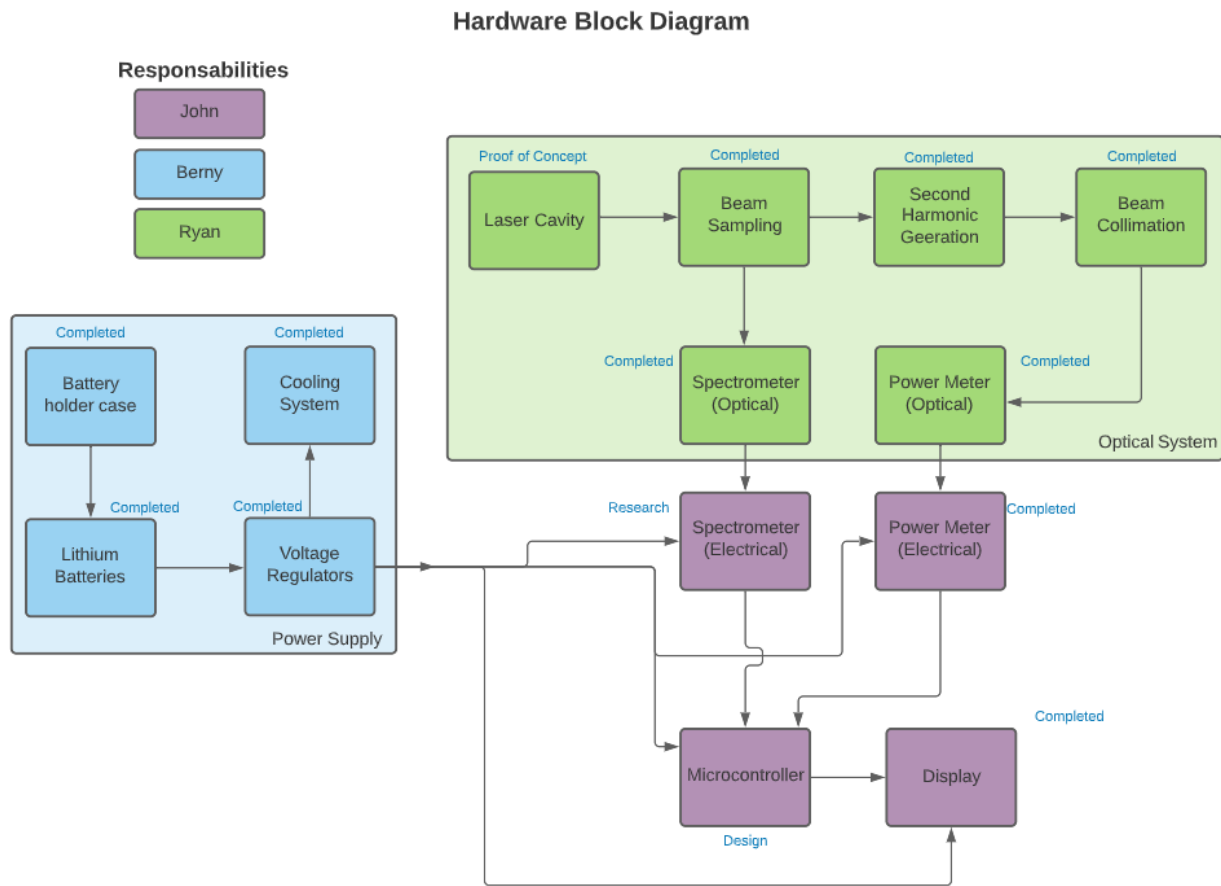 Hardware Block Diagram
Responsabilities
John
Berny
Ryan
Proof of Concept
Laser Cavity
Completed
Beam
Sampling
Completed
Second
Harmonic
Geeration
Completed
Beam
Collimation
Completed
Spectrometer
(Optical)
Completed
Power Meter
(Optical)
Optical System
Completed
Battery
holder case
Completed
Cooling
System
Completed
Lithium
Batteries
Completed
Voltage
Regulators
Power Supply
Research
Spectrometer
(Electrical)
Completed
Power Meter
(Electrical)
Microcontroller
Design
Completed
Display